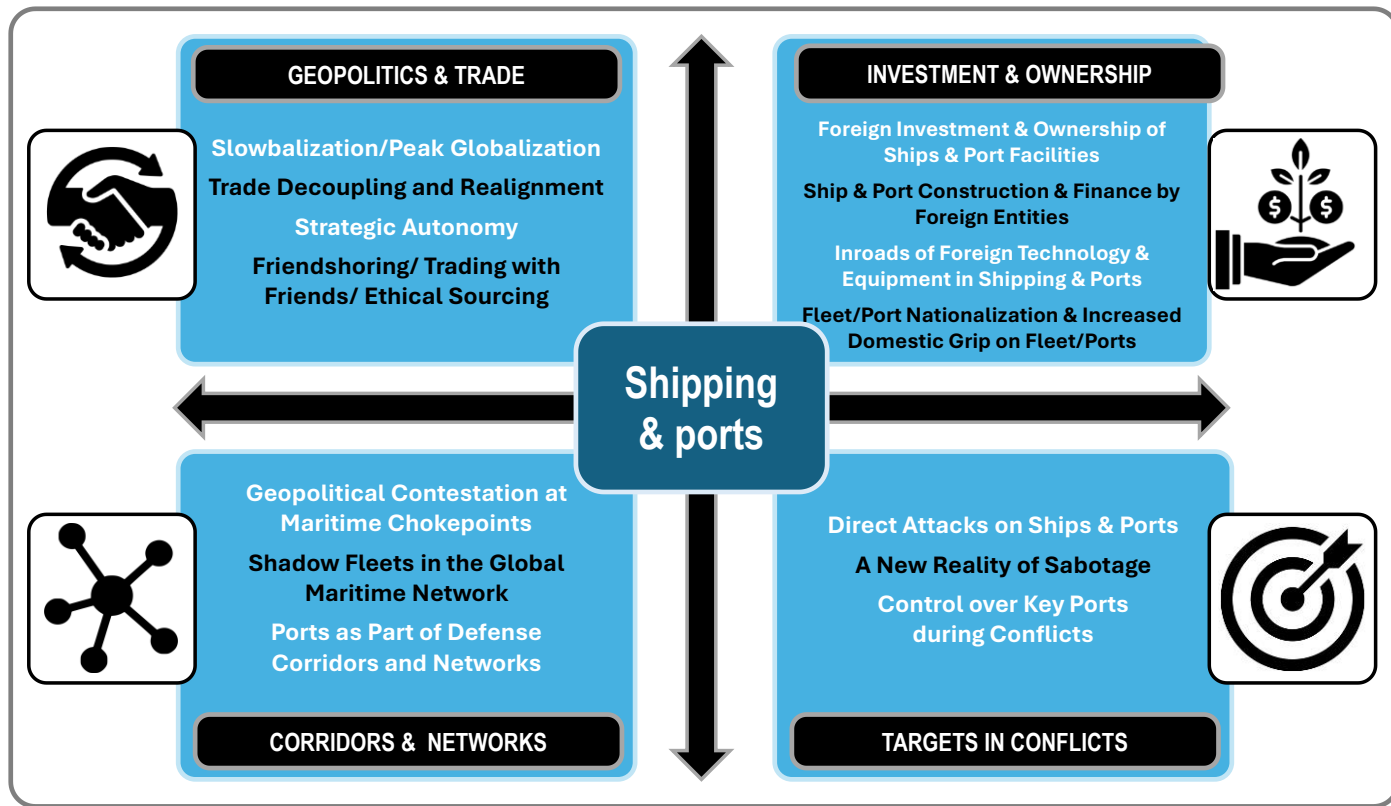 GEOPOLITICS & TRADE
Slowbalization/Peak Globalization
Trade Decoupling and Realignment
Strategic Autonomy
Friendshoring/ Trading with
Friends/ Ethical Sourcing
INVESTMENT & OWNERSHIP
Foreign Investment & Ownership of
Ships & Port Facilities
Ship & Port Construction & Finance by
Foreign Entities
Inroads of Foreign Technology &
Equipment in Shipping & Ports
Fleet/Port Nationalization & Increased
Domestic Grip on Fleet/Ports
$ $
Shipping
& ports
Geopolitical Contestation at
Maritime Chokepoints
Shadow Fleets in the Global
Maritime Network
Ports as Part of Defense
Corridors and Networks
CORRIDORS & NETWORKS
Direct Attacks on Ships & Ports
A New Reality of Sabotage
Control over Key Ports
during Conflicts
TARGETS IN CONFLICTS